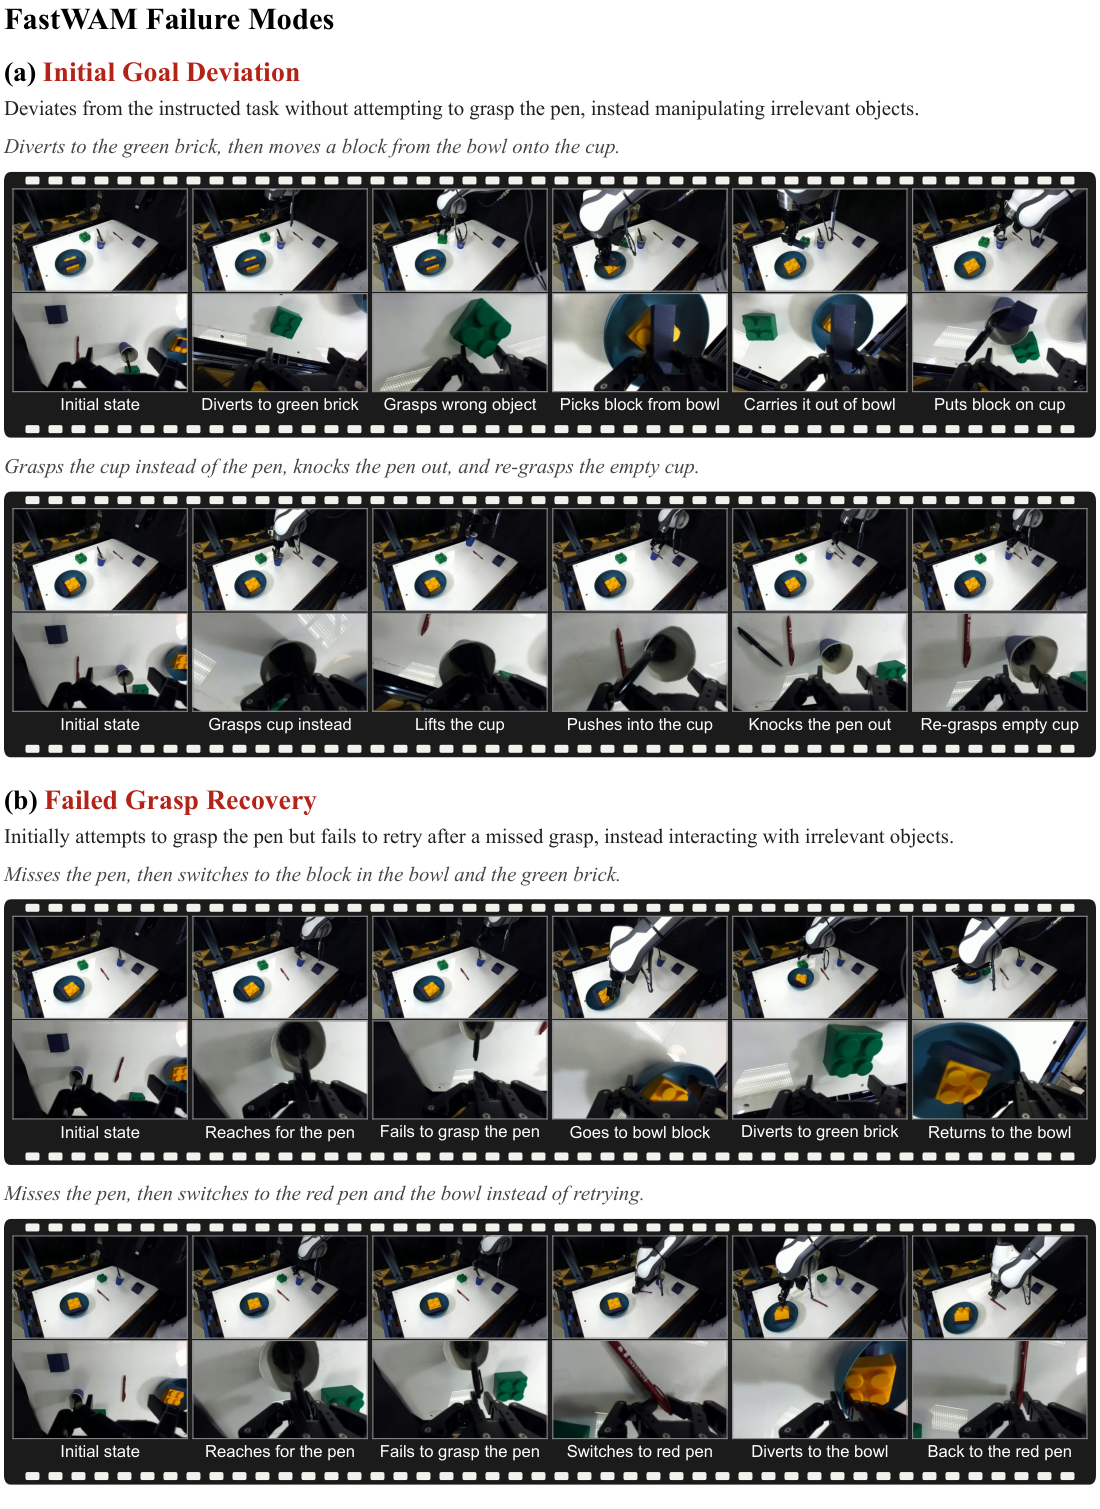 FastWAM Failure Modes
(a) Initial Goal Deviation
Deviates from the instructed task without attempting to grasp the pen, instead manipulating irrelevant objects.
Diverts to the green brick, then moves a block from the bowl onto the cup.
Initial state
Diverts to green brick
Grasps wrong object
Picks block from bowl
Carries it out of bowl
Puts block on cup
Grasps the cup instead of the pen, knocks the pen out, and re-grasps the empty cup.
Initial state
Grasps cup instead
Lifts the cup
Pushes into the cup
Knocks the pen out
Re-grasps empty cup
(b) Failed Grasp Recovery
Initially attempts to grasp the pen but fails to retry after a missed grasp, instead interacting with irrelevant objects.
Misses the pen, then switches to the block in the bowl and the green brick.
Initial state
Reaches for the pen
Fails to grasp the pen
Goes to bowl block
Diverts to green brick
Returns to the bowl
Misses the pen, then switches to the red pen and the bowl instead of retrying.
Initial state
Reaches for the pen
Fails to grasp the pen
Switches to red pen
Diverts to the bowl
Back to the red pen